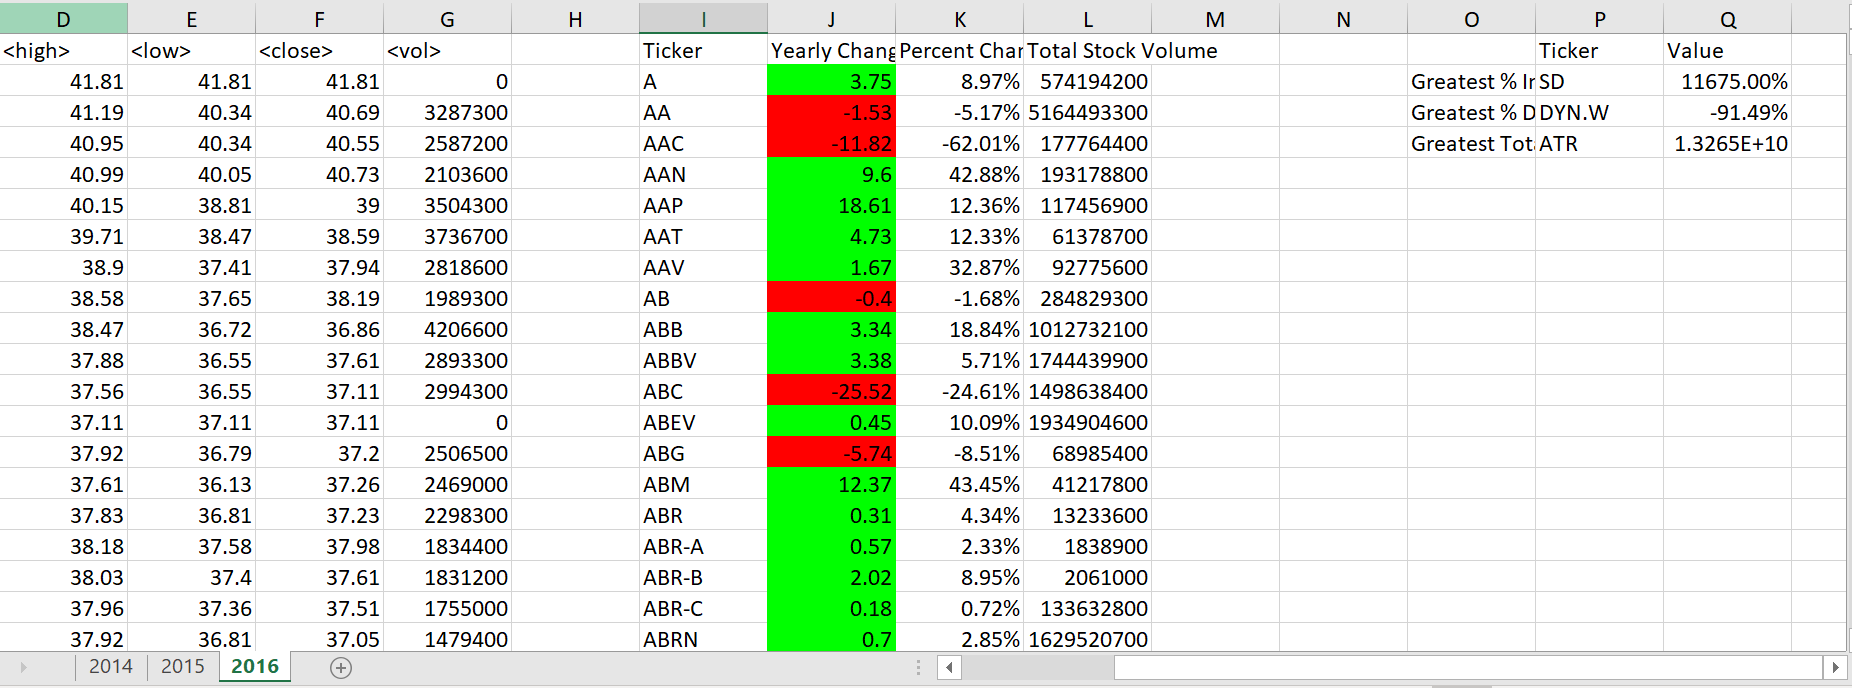 D E F G H I J K L M N O P Q
<high> <low> <close> <vol> Ticker Yearly Chang Percent Char Total Stock Volume Ticker Value
41.81 41.81 41.81 0 A 3.75 8.97% 574194200 Greatest % Ir SD 11675.00%
41.19 40.34 40.69 3287300 AA -1.53 -5.17% 5164493300 Greatest % D DYN.W -91.49%
40.95 40.34 40.55 2587200 AAC -11.82 -62.01% 177764400 Greatest Tot ATR 1.3265E+10
40.99 40.05 40.73 2103600 AAN 9.6 42.88% 193178800
40.15 38.81 39 3504300 AAP 18.61 12.36% 117456900
39.71 38.47 38.59 3736700 AAT 4.73 12.33% 61378700
38.9 37.41 37.94 2818600 AAV 1.67 32.87% 92775600
38.58 37.65 38.19 1989300 AB -0.4 -1.68% 284829300
38.47 36.72 36.86 4206600 ABB 3.34 18.84% 1012732100
37.88 36.55 37.61 2893300 ABBV 3.38 5.71% 1744439900
37.56 36.55 37.11 2994300 ABC -25.52 -24.61% 1498638400
37.11 37.11 37.11 0 ABEV 0.45 10.09% 1934904600
37.92 36.79 37.2 2506500 ABG -5.74 -8.51% 68985400
37.61 36.13 37.26 2469000 ABM 12.37 43.45% 41217800
37.83 36.81 37.23 2298300 ABR 0.31 4.34% 13233600
38.18 37.58 37.98 1834400 ABR-A 0.57 2.33% 1838900
38.03 37.4 37.61 1831200 ABR-B 2.02 8.95% 2061000
37.96 37.36 37.51 1755000 ABR-C 0.18 0.72% 133632800
37.92 36.81 37.05 1479400 ABRN 0.7 2.85% 1629520700
2014 2015 2016